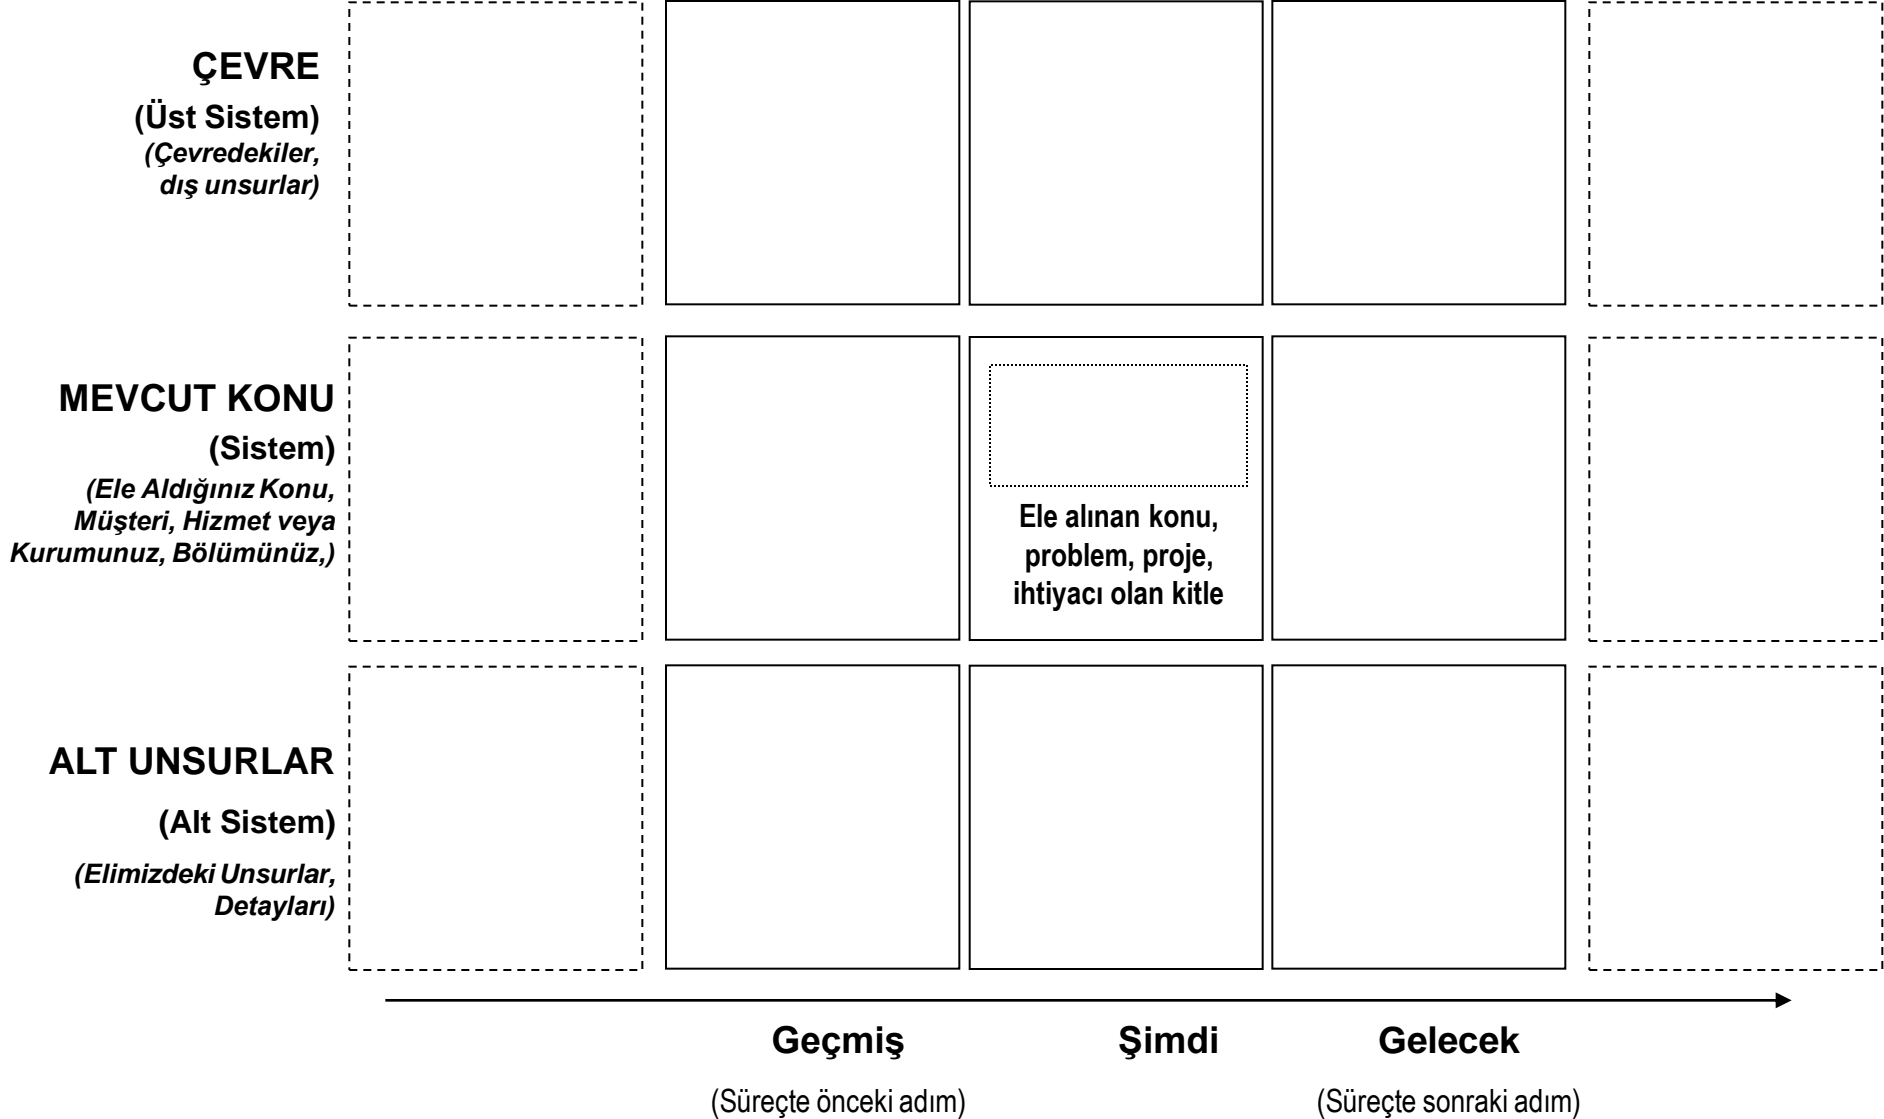 ÇEVRE
(Üst Sistem)
(Çevredekiler,
dış unsurlar)
MEVCUT KONU
(Sistem)
(Ele Aldığınız Konu,
Müşteri, Hizmet veya
Kurumunuz, Bölümünüz,)
Ele alınan konu,
problem, proje,
ihtiyacı olan kitle
ALT UNSURLAR
(Alt Sistem)
(Elimizdeki Unsurlar,
Detayları)
Geçmiş
Şimdi
Gelecek
(Süreçte önceki adım)
(Süreçte sonraki adım)